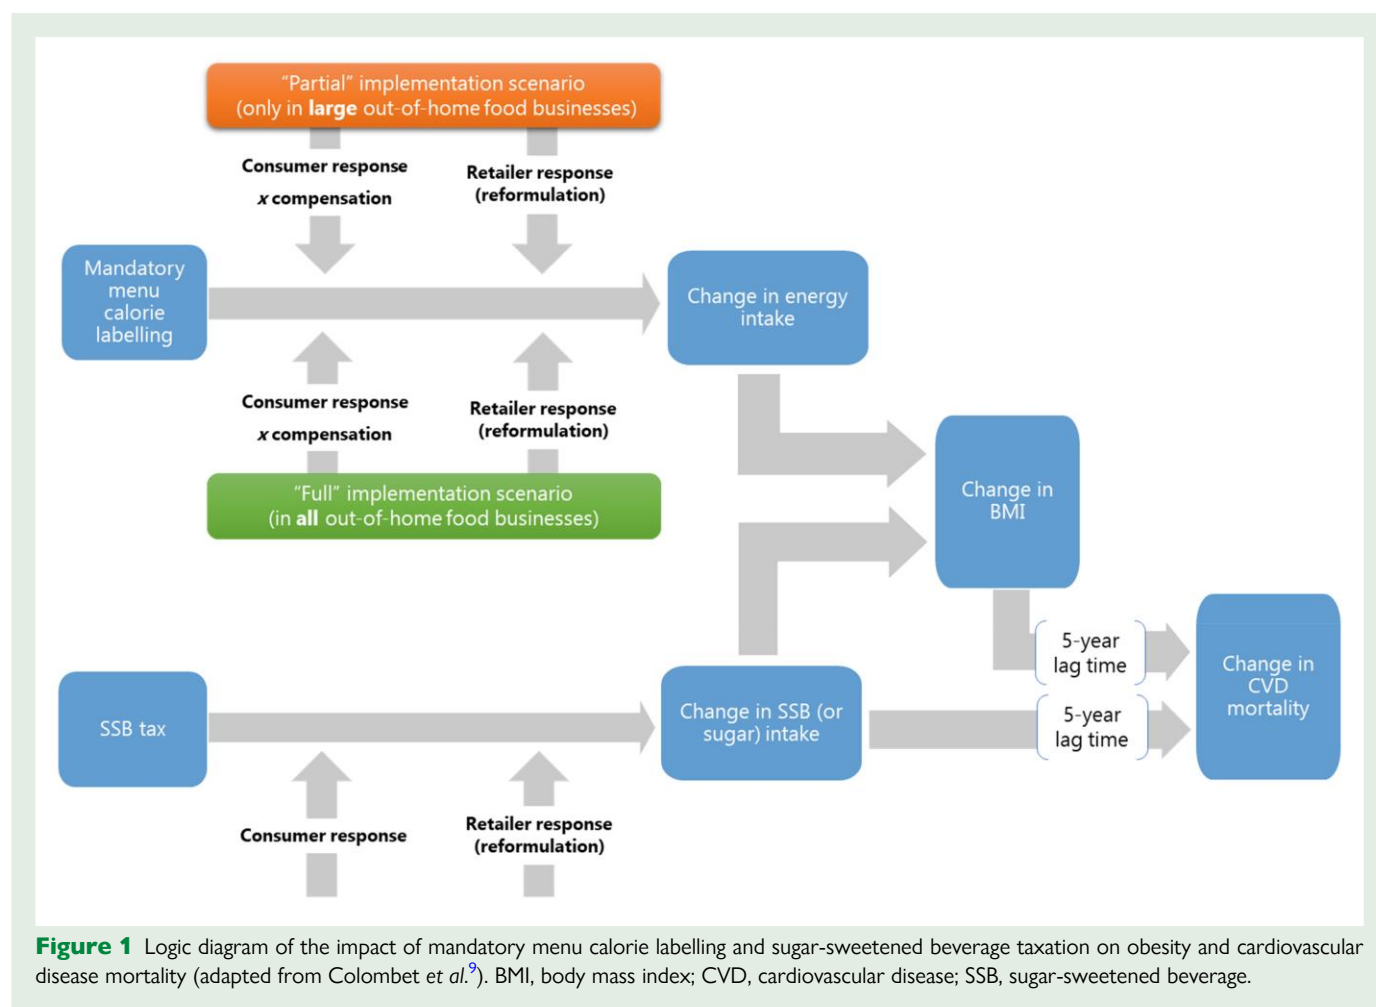 "Partial" implementation scenario
(only in large out-of-home food businesses)
Consumer response
x compensation
Retailer response
(reformulation)
Mandatory
menu
calorie
labelling
Change in energy
intake
Consumer response
x compensation
Retailer response
(reformulation)
"Full" implementation scenario
(in all out-of-home food businesses)
Change in
BMI
5-year
lag time
Change in
CVD
mortality
SSB tax
Change in SSB (or
sugar) intake
5-year
lag time
Consumer response
Retailer response
(reformulation)
Figure 1 Logic diagram of the impact of mandatory menu calorie labelling and sugar-sweetened beverage taxation on obesity and cardiovascular
disease mortality (adapted from Colombet et al.9). BMI, body mass index; CVD, cardiovascular disease; SSB, sugar-sweetened beverage.